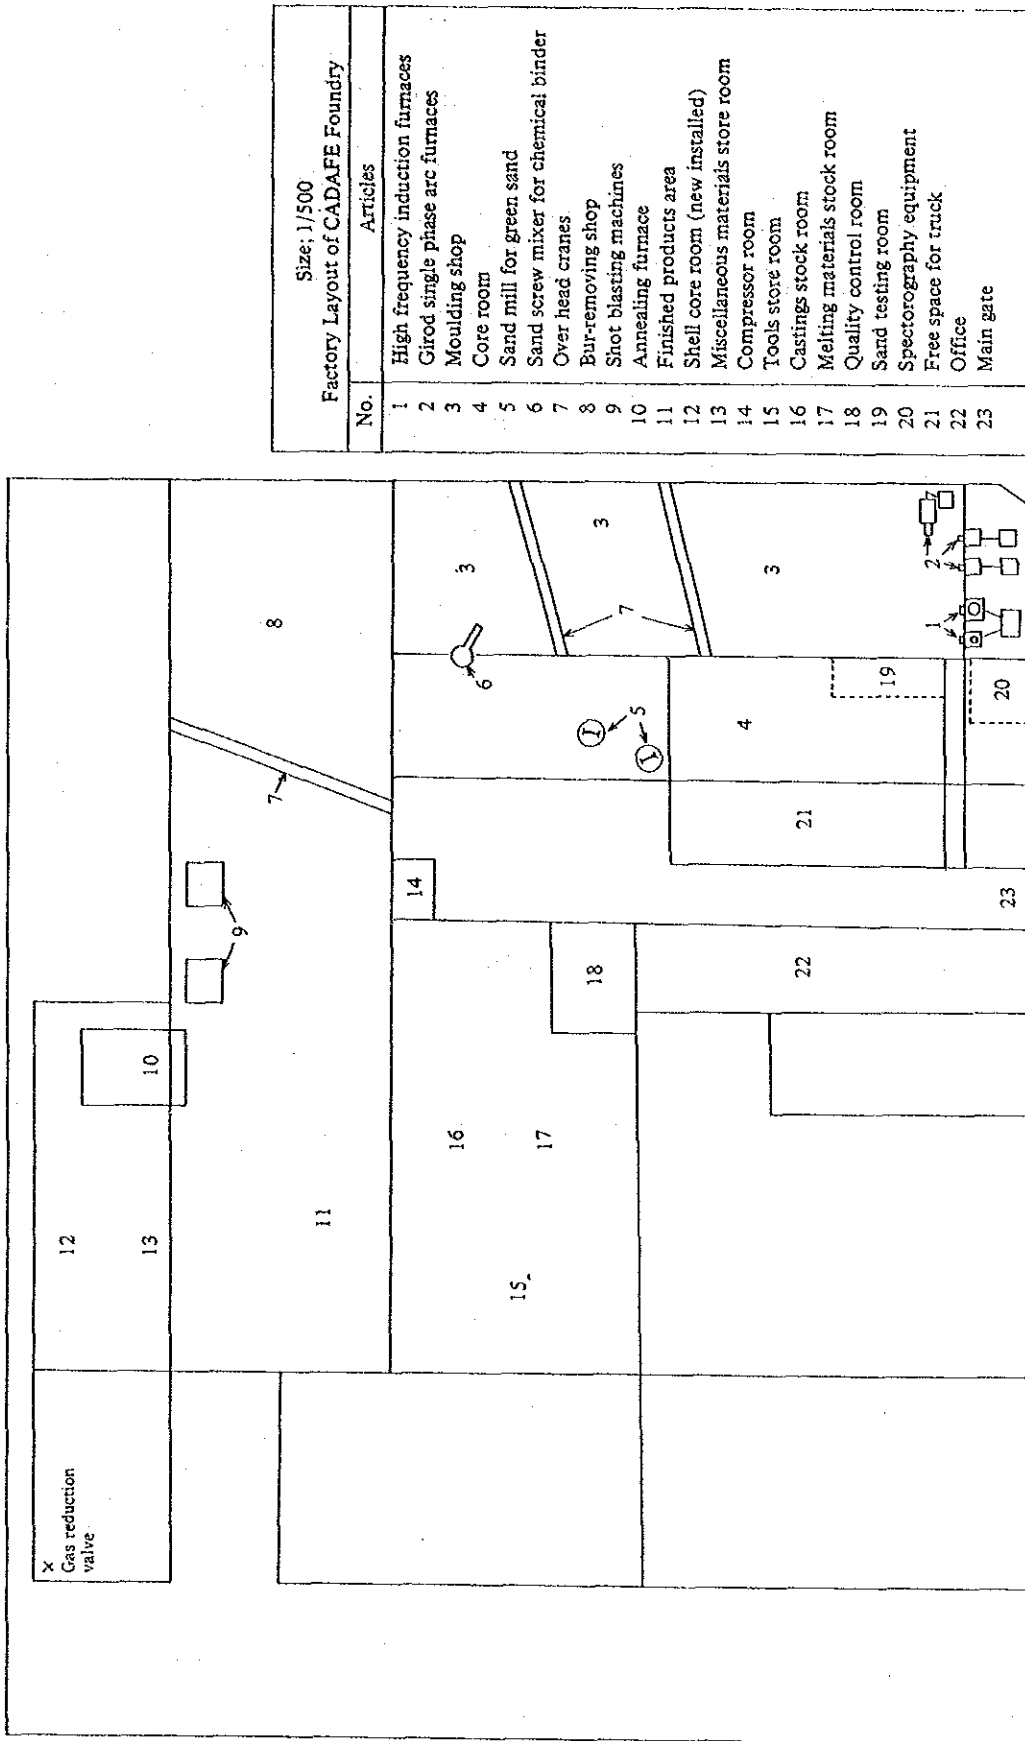 Size; 1/500
Factory Layout of CADAFE Foundry
No. Articles
1 High frequency induction furnaces
2 Girod single phase arc furnaces
3 Moulding shop
4 Core room
5 Sand mill for green sand
6 Sand screw mixer for chemical binder
7 Over head cranes
8 Bur-removing shop
9 Shot blasting machines
10 Annealing furnace
11 Finished products area
12 Shell core room (new installed)
13 Miscellaneous materials store room
14 Compressor room
15 Tools store room
16 Castings stock room
17 Melting materials stock room
18 Quality control room
19 Sand testing room
20 Spectorography equipment
21 Free space for truck
22 Office
23 Main gate
×
Gas reduction
valve
12
13
10
9
7
8
11
15
16
17
18
14
6
3
3
3
7
5
4
19
21
22
23
20
1
2